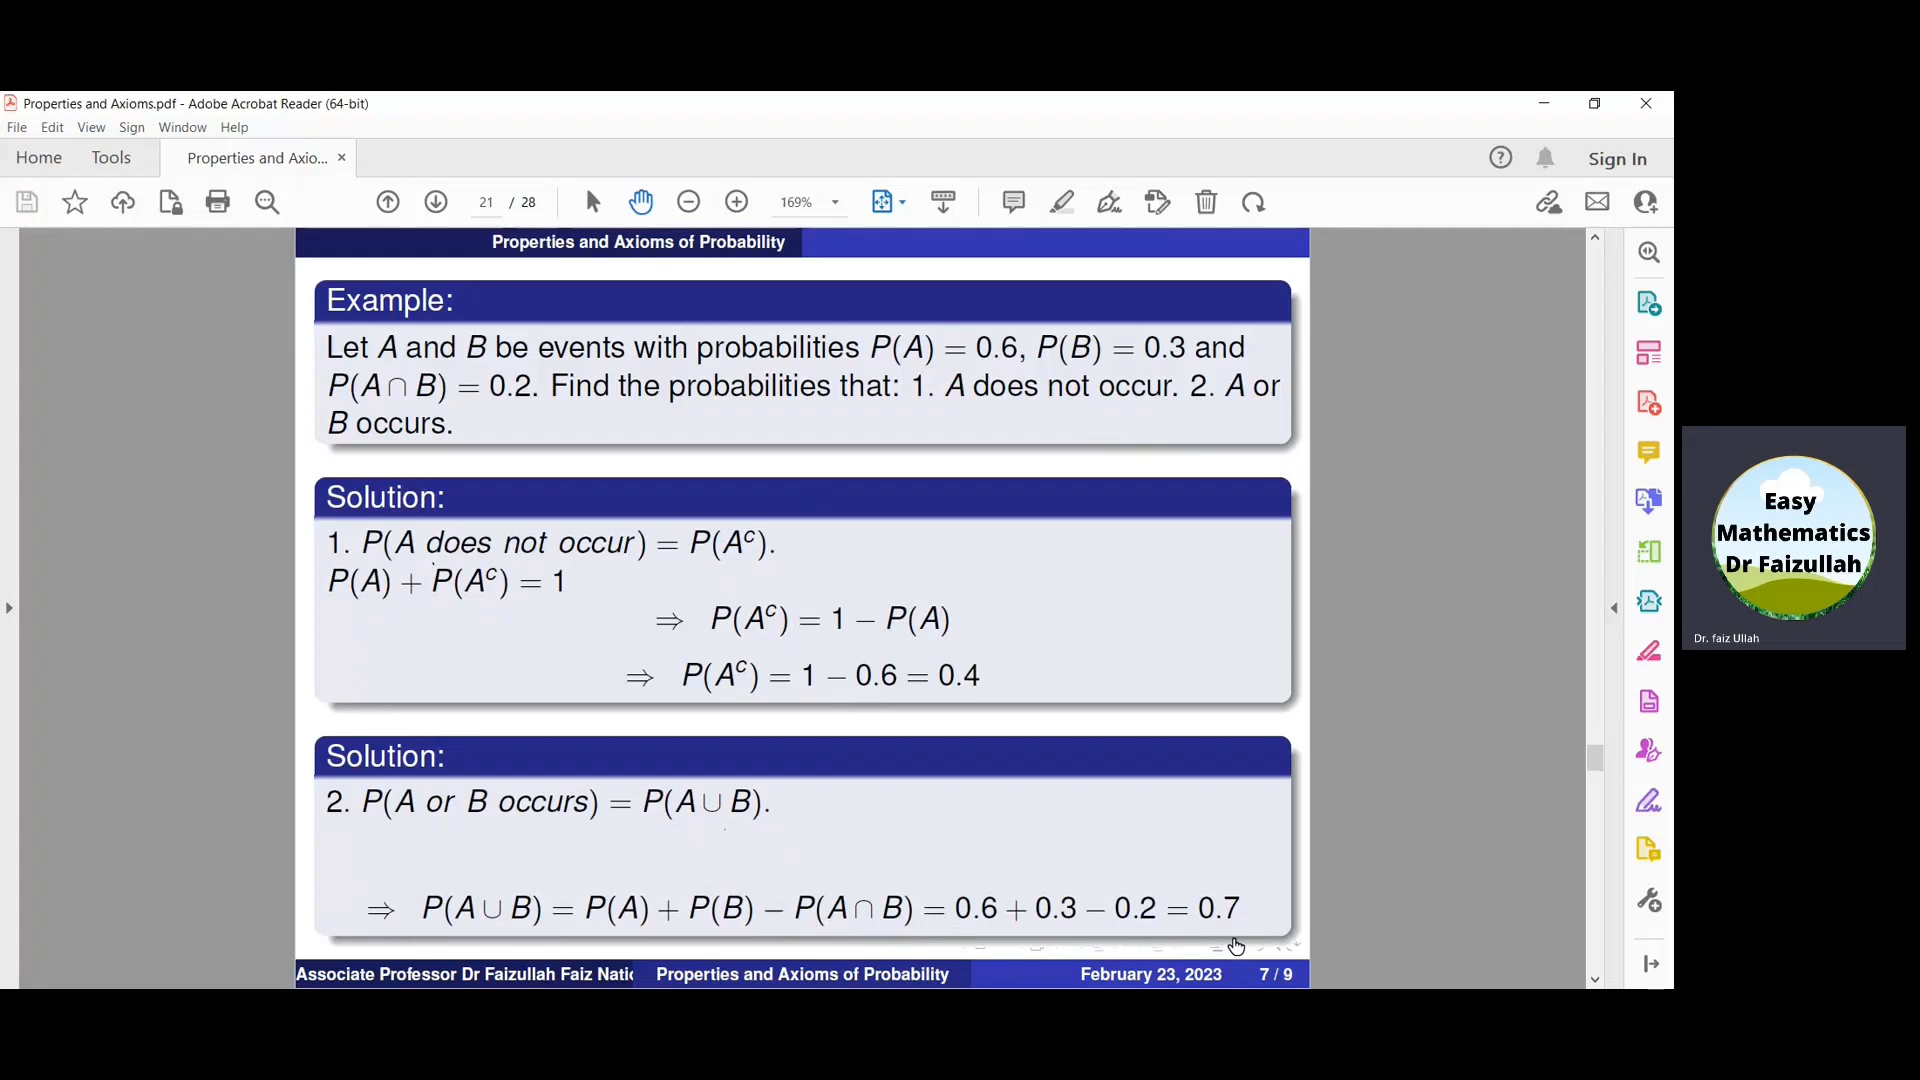 Properties and Axioms.pdf - Adobe Acrobat Reader (64-bit)
File Edit View Sign Window Help
Home Tools Properties and Axio... × Sign In
21 / 28 169%
Properties and Axioms of Probability
Example:
Let A and B be events with probabilities P(A) = 0.6, P(B) = 0.3 and
P(A ∩ B) = 0.2. Find the probabilities that: 1. A does not occur. 2. A or
B occurs.
Solution:
1. P(A does not occur) = P(Aᶜ).
P(A) + P(Aᶜ) = 1
⇒ P(Aᶜ) = 1 − P(A)
⇒ P(Aᶜ) = 1 − 0.6 = 0.4
Solution:
2. P(A or B occurs) = P(A ∪ B).
⇒ P(A ∪ B) = P(A) + P(B) − P(A ∩ B) = 0.6 + 0.3 − 0.2 = 0.7
Associate Professor Dr Faizullah Faiz Natio Properties and Axioms of Probability February 23, 2023 7 / 9
Easy
Mathematics
Dr Faizullah
Dr. faiz Ullah